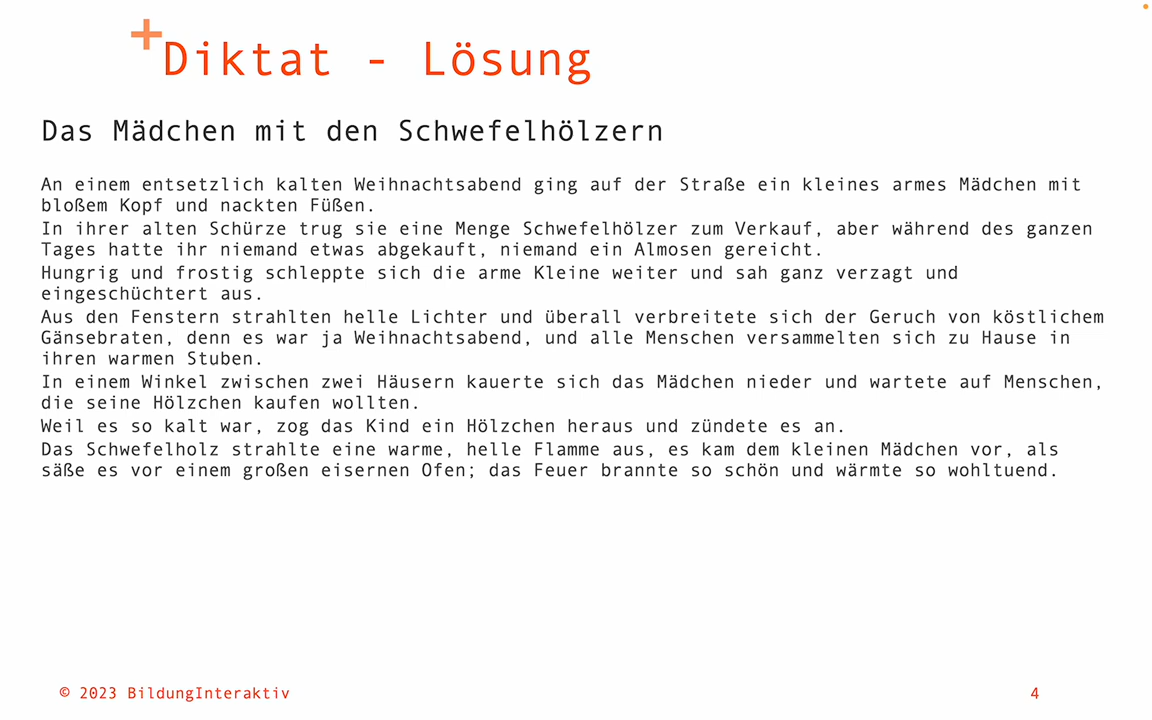 Diktat - Lösung
Das Mädchen mit den Schwefelhölzern
An einem entsetzlich kalten Weihnachtsabend ging auf der Straße ein kleines armes Mädchen mit
bloßem Kopf und nackten Füßen.
In ihrer alten Schürze trug sie eine Menge Schwefelhölzer zum Verkauf, aber während des ganzen
Tages hatte ihr niemand etwas abgekauft, niemand ein Almosen gereicht.
Hungrig und frostig schleppte sich die arme Kleine weiter und sah ganz verzagt und
eingeschüchtert aus.
Aus den Fenstern strahlten helle Lichter und überall verbreitete sich der Geruch von köstlichem
Gänsebraten, denn es war ja Weihnachtsabend, und alle Menschen versammelten sich zu Hause in
ihren warmen Stuben.
In einem Winkel zwischen zwei Häusern kauerte sich das Mädchen nieder und wartete auf Menschen,
die seine Hölzchen kaufen wollten.
Weil es so kalt war, zog das Kind ein Hölzchen heraus und zündete es an.
Das Schwefelholz strahlte eine warme, helle Flamme aus, es kam dem kleinen Mädchen vor, als
säße es vor einem großen eisernen Ofen; das Feuer brannte so schön und wärmte so wohltuend.
© 2023 BildungInteraktiv
4